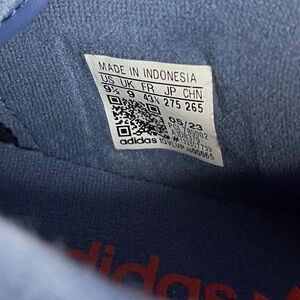 MADE IN INDONESIA
US UK FR JP CHN
9½ 9 43⅓ 275 265
05/23
adidas
adidas